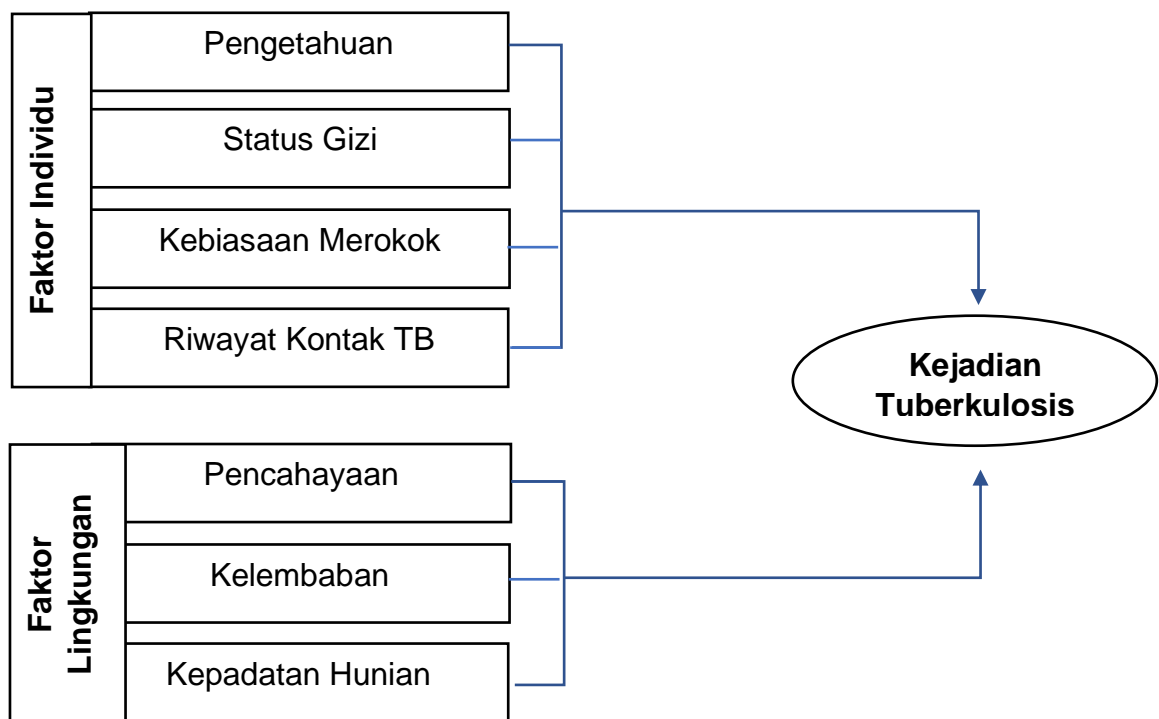 Faktor Individu
Pengetahuan
Status Gizi
Kebiasaan Merokok
Riwayat Kontak TB
Kejadian
Tuberkulosis
Faktor
Lingkungan
Pencahayaan
Kelembaban
Kepadatan Hunian